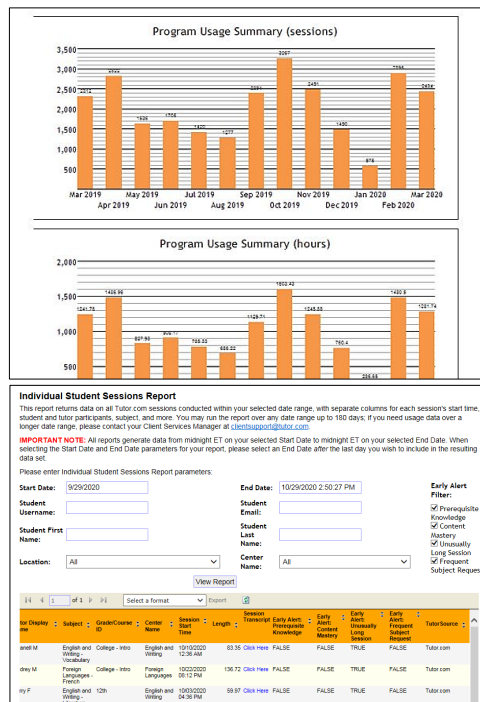 Program Usage Summary (sessions)
3,500
3,000
2,500
2,000
1,500
1,000
500
3267
2491
1490
575
1277
1706
Mar 2019 May 2019 Jul 2019 Sep 2019 Nov 2019 Jan 2020 Mar 2020
Apr 2019 Jun 2019 Aug 2019 Oct 2019 Dec 2019 Feb 2020
Program Usage Summary (hours)
2,000
1,500
1,000
500
1241.78
1486.96
827.93
1129.71
1603.43
1245.88
760.4
1480.5
1281.74
Individual Student Sessions Report
This report returns data on all Tutor.com sessions conducted within your selected date range, with separate columns for each session's start time,
student and tutor participants, subject, and more. You may run the report over any date range up to 180 days; if you need usage data over a
longer date range, please contact your Client Services Manager at clientsupport@tutor.com.
IMPORTANT NOTE: All reports generate data from midnight ET on your selected Start Date to midnight ET on your selected End Date. When
selecting the Start Date and End Date parameters for your report, please select an End Date after the last day you wish to include in the resulting
data set.
Please enter Individual Student Sessions Report parameters:
Start Date: 9/29/2020 End Date: 10/29/2020 2:50:27 PM Early Alert
Filter:
Student
Username:
Student
Email:
Prerequisite
Knowledge
Content
Mastery
Unusually
Long Session
Frequent
Subject Reques
Student First
Name:
Student
Last
Name:
Location: All
Center
Name: All
View Report
1 of 1 Select a format Export
tor Display
me
Subject
Grade/Course
ID
Center
Name
Session
Start
Time
Length
Session
Transcript
Early Alert:
Prerequisite
Knowledge
Early
Alert:
Content
Mastery
Early
Alert:
Unusually
Long
Session
Early
Alert:
Frequent
Subject
Request
TutorSource
anell M English and College - Intro English and 10/10/2020 83.35 Click Here FALSE FALSE TRUE FALSE Tutor.com
Writing - Writing 12:36 AM
Vocabulary
drey M Foreign College - Intro Foreign 10/22/2020 136.72 Click Here FALSE FALSE TRUE FALSE Tutor.com
Languages - Languages 08:12 PM
French
rry F English and 12th English and 10/03/2020 59.97 Click Here FALSE FALSE TRUE FALSE Tutor.com
Writing - Writing 04:36 PM